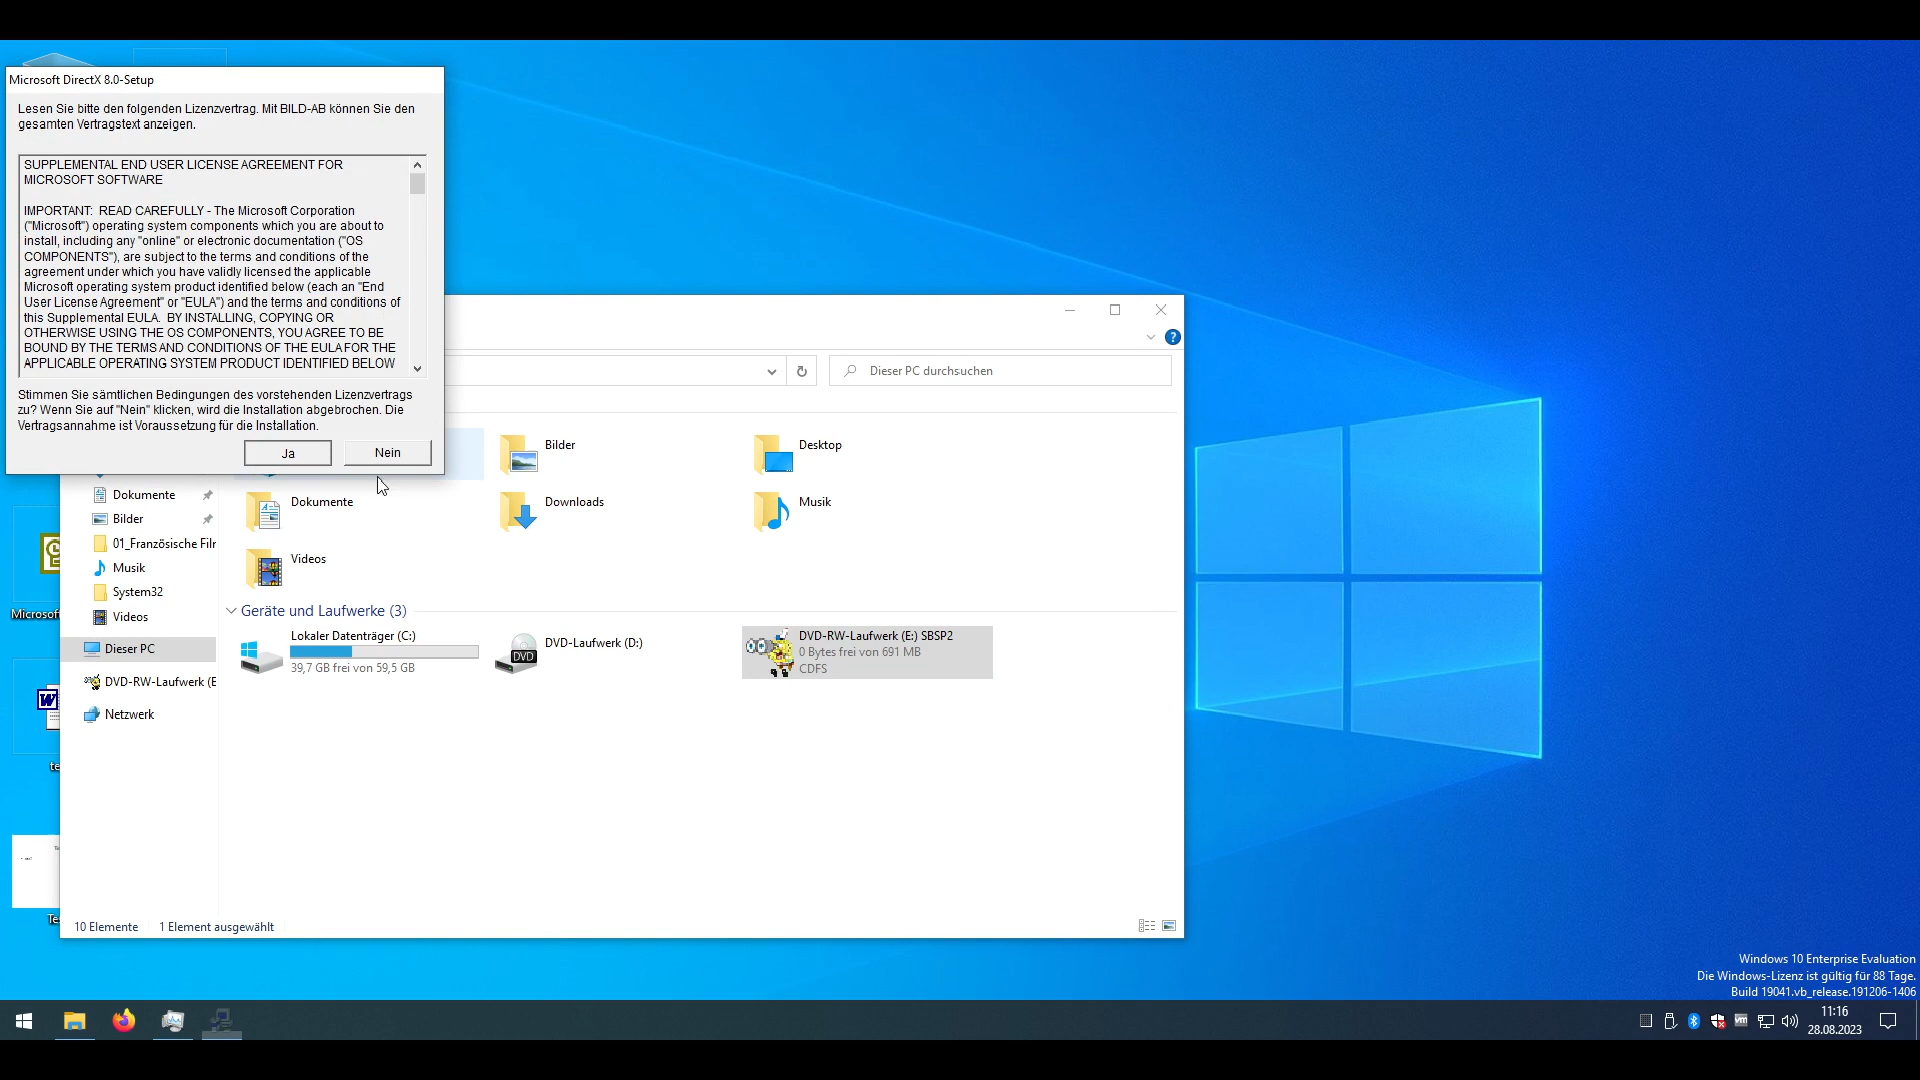 Microsoft DirectX 8.0-Setup
Lesen Sie bitte den folgenden Lizenzvertrag. Mit BILD-AB können Sie den
gesamten Vertragstext anzeigen.
SUPPLEMENTAL END USER LICENSE AGREEMENT FOR
MICROSOFT SOFTWARE
IMPORTANT:  READ CAREFULLY - The Microsoft Corporation
("Microsoft") operating system components which you are about to
install, including any "online" or electronic documentation ("OS
COMPONENTS"), are subject to the terms and conditions of the
agreement under which you have validly licensed the applicable
Microsoft operating system product identified below (each an "End
User License Agreement" or "EULA") and the terms and conditions of
this Supplemental EULA.  BY INSTALLING, COPYING OR
OTHERWISE USING THE OS COMPONENTS, YOU AGREE TO BE
BOUND BY THE TERMS AND CONDITIONS OF THE EULA FOR THE
APPLICABLE OPERATING SYSTEM PRODUCT IDENTIFIED BELOW
Stimmen Sie sämtlichen Bedingungen des vorstehenden Lizenzvertrags
zu? Wenn Sie auf "Nein" klicken, wird die Installation abgebrochen. Die
Vertragsannahme ist Voraussetzung für die Installation.
Ja
Nein
Dieser PC durchsuchen
Dokumente
Bilder
01_Französische Filr
Musik
System32
Videos
Dieser PC
DVD-RW-Laufwerk (E
Netzwerk
Bilder
Desktop
Dokumente
Downloads
Musik
Videos
Geräte und Laufwerke (3)
Lokaler Datenträger (C:)
39,7 GB frei von 59,5 GB
DVD
DVD-Laufwerk (D:)
DVD-RW-Laufwerk (E:) SBSP2
0 Bytes frei von 691 MB
CDFS
10 Elemente
1 Element ausgewählt
Microsoft
te
Te
Windows 10 Enterprise Evaluation
Die Windows-Lizenz ist gültig für 88 Tage.
Build 19041.vb_release.191206-1406
11:16
28.08.2023